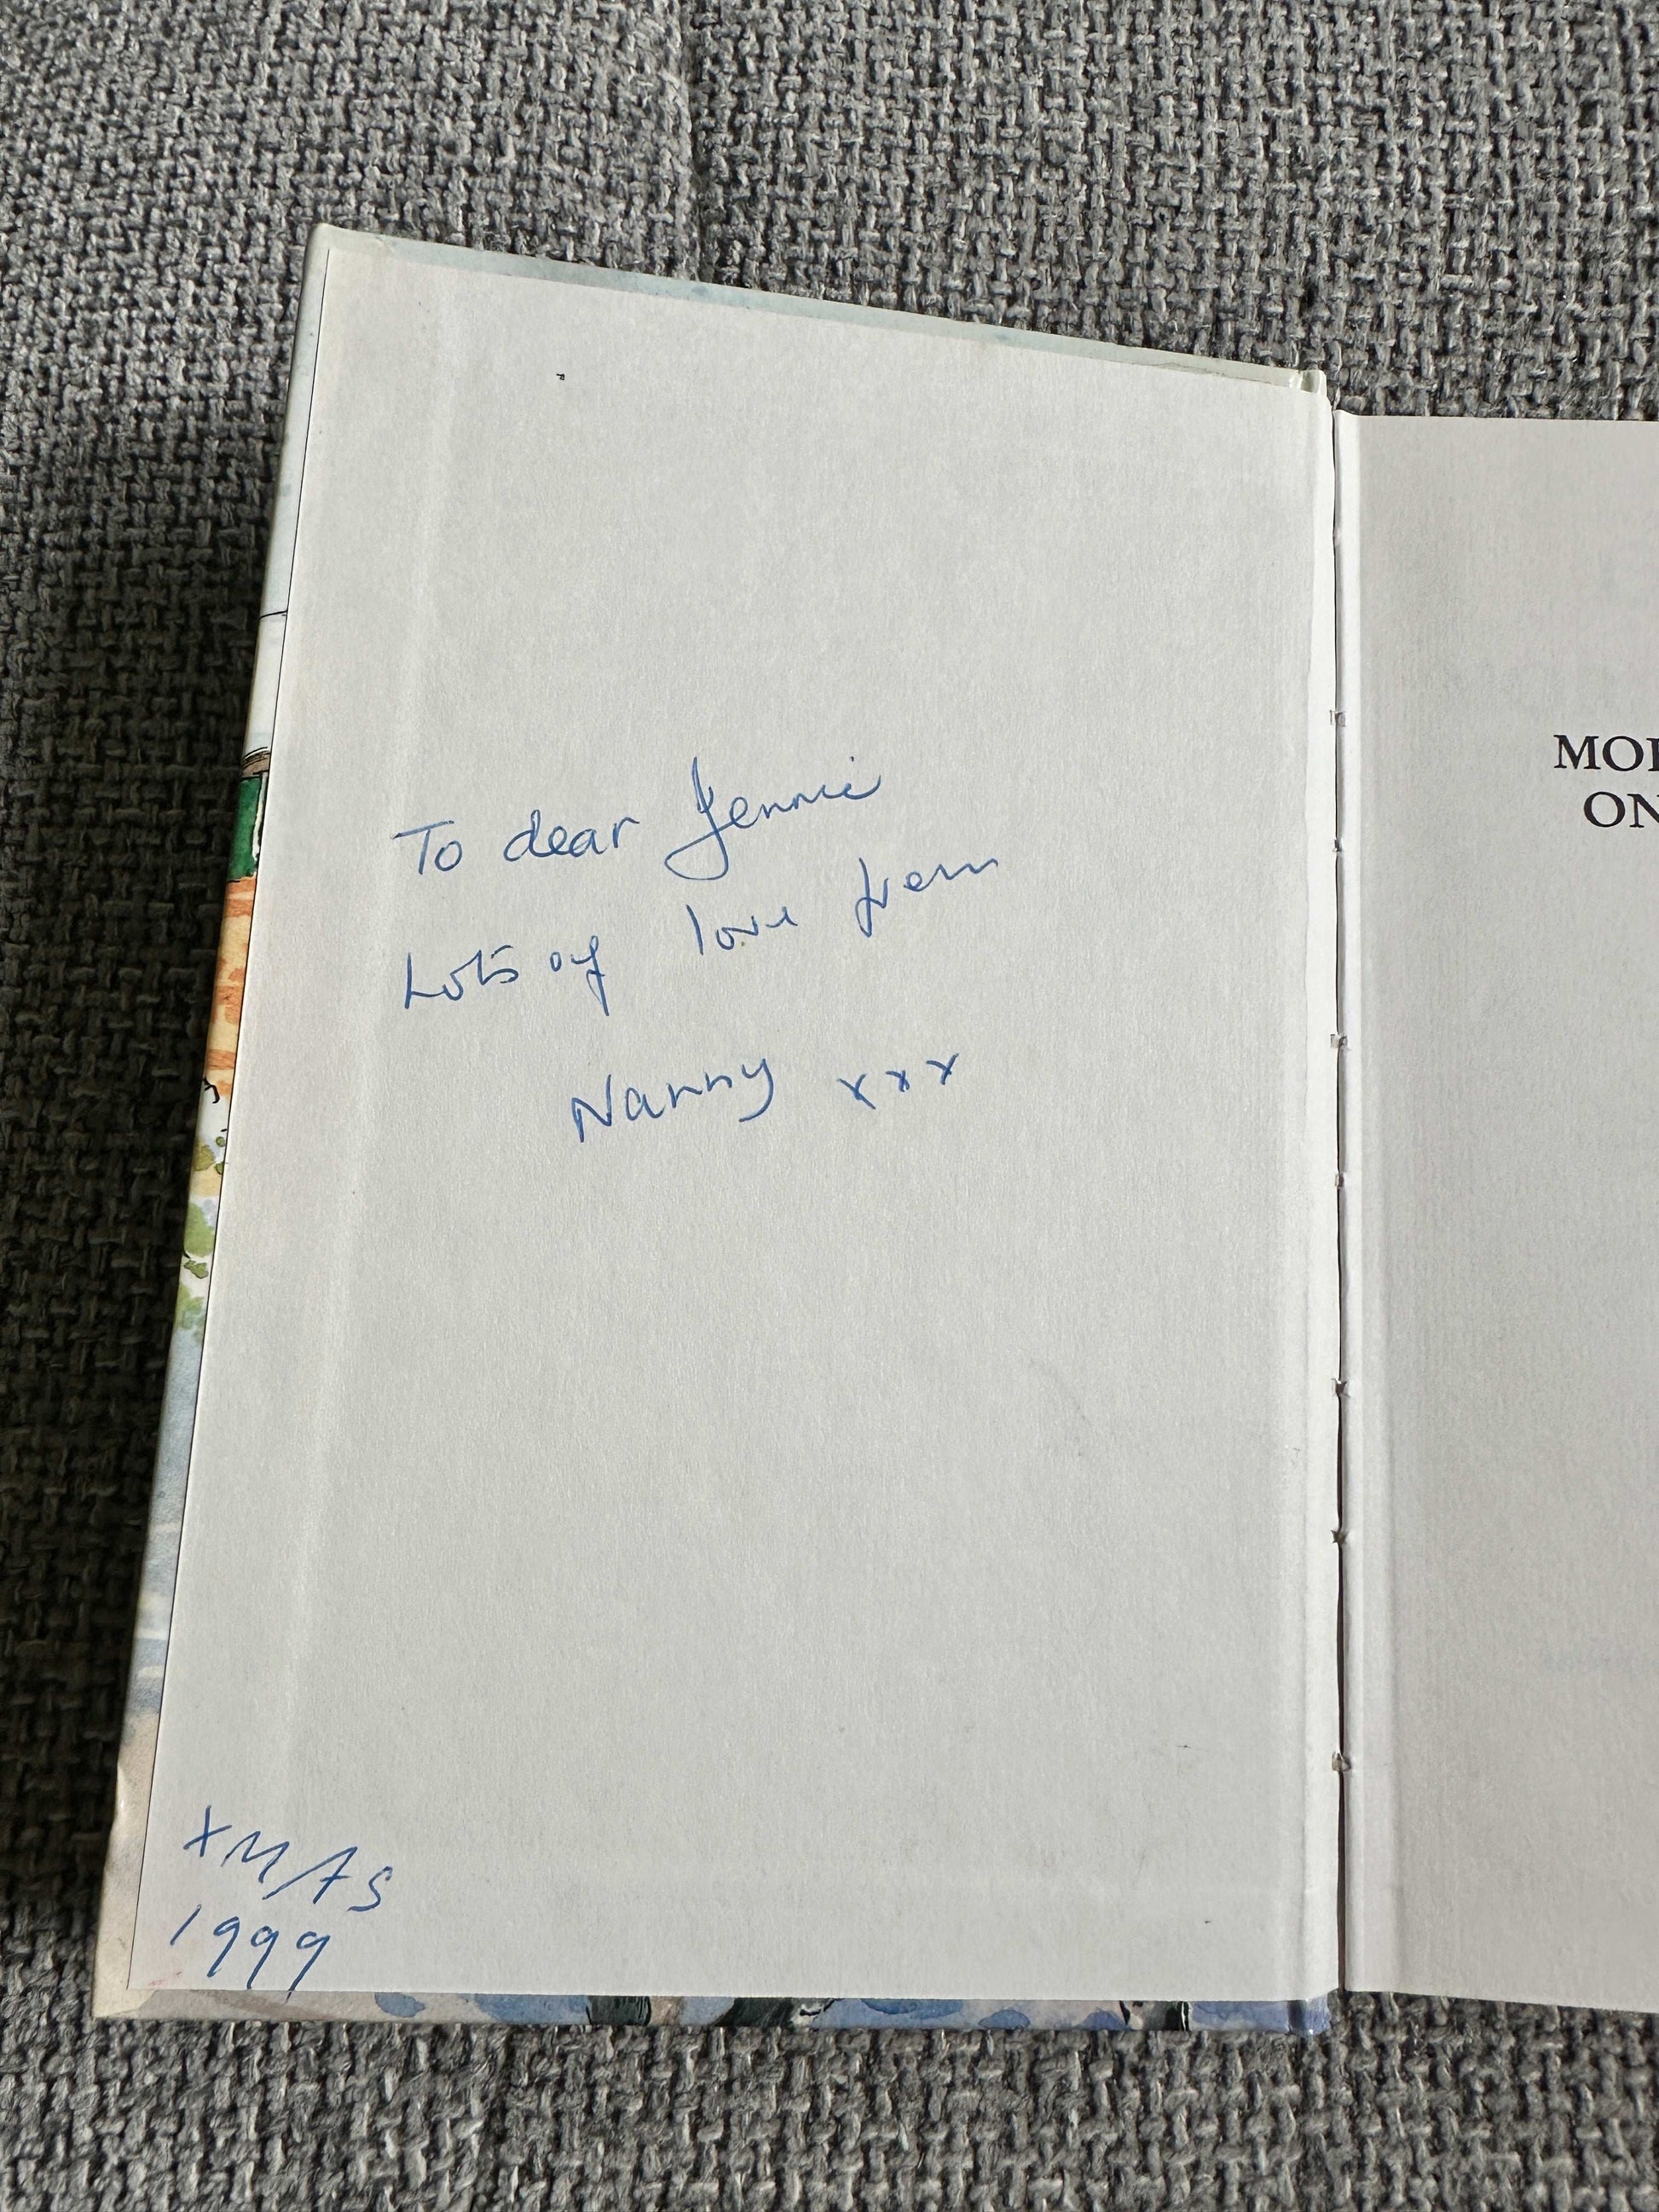 To dear Jennie
Lots of love from
Nanny xxx
XMAS
1999
MO
ON